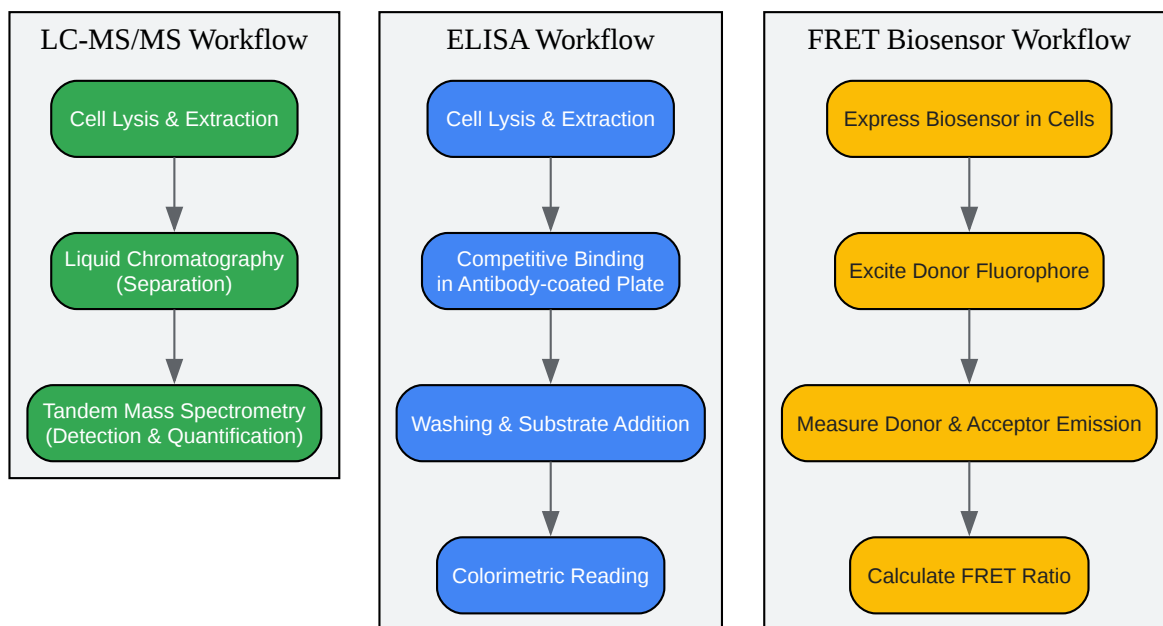 LC-MS/MS Workflow
Cell Lysis & Extraction
Liquid Chromatography
(Separation)
Tandem Mass Spectrometry
(Detection & Quantification)
ELISA Workflow
Cell Lysis & Extraction
Competitive Binding
in Antibody-coated Plate
Washing & Substrate Addition
Colorimetric Reading
FRET Biosensor Workflow
Express Biosensor in Cells
Excite Donor Fluorophore
Measure Donor & Acceptor Emission
Calculate FRET Ratio